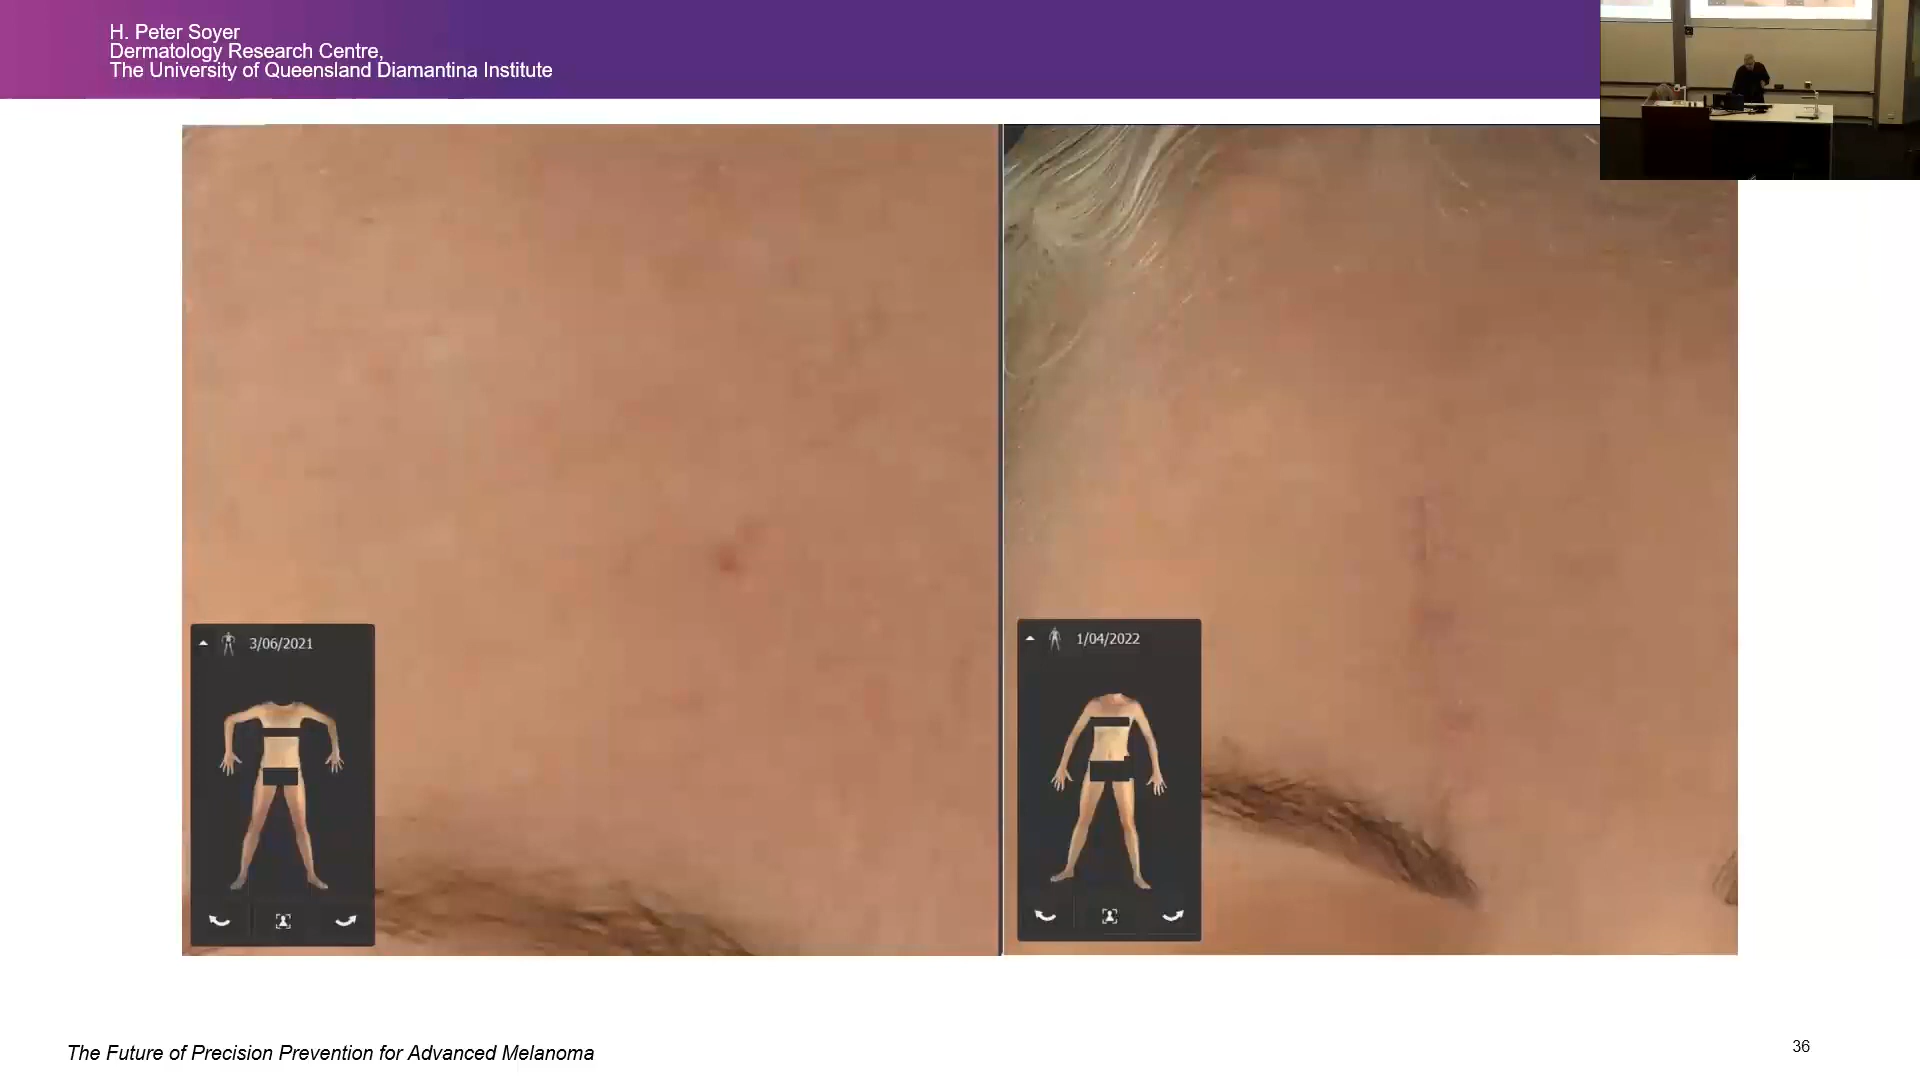 H. Peter Soyer
Dermatology Research Centre,
The University of Queensland Diamantina Institute
3/06/2021
1/04/2022
The Future of Precision Prevention for Advanced Melanoma
36